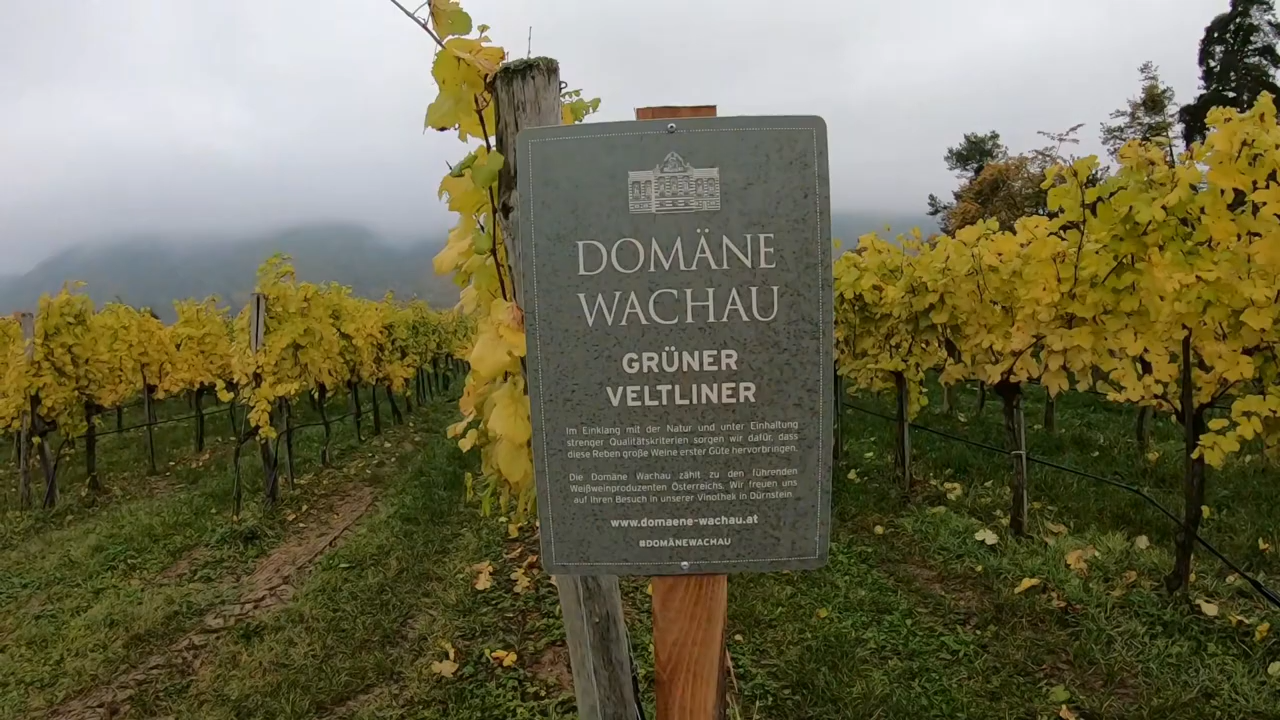 DOMÄNE
WACHAU
GRÜNER
VELTLINER
Im Einklang mit der Natur und unter Einhaltung
strenger Qualitätskriterien sorgen wir dafür, dass
diese Reben große Weine erster Güte hervorbringen.
Die Domäne Wachau zählt zu den führenden
Weißweinproduzenten Österreichs. Wir freuen uns
auf Ihren Besuch in unserer Vinothek in Dürnstein.
www.domaene-wachau.at
#DOMÄNEWACHAU